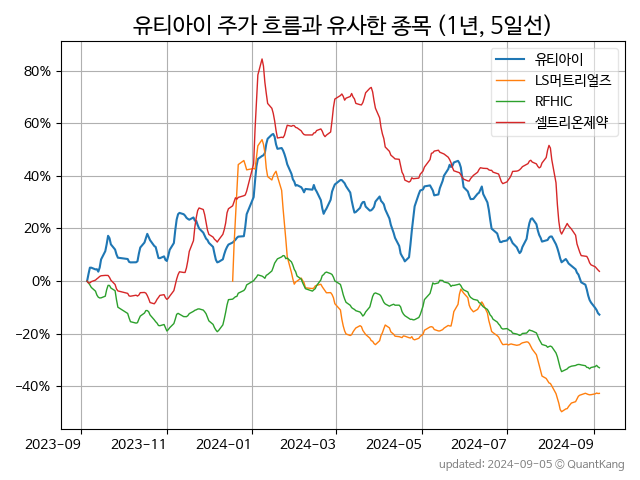 유티아이 주가 흐름과 유사한 종목 (1년, 5일선)
유티아이
LS머트리얼즈
RFHIC
셀트리온제약
80%
60%
40%
20%
0%
−20%
−40%
2023−09
2023−11
2024−01
2024−03
2024−05
2024−07
2024−09
updated: 2024-09-05 © QuantKang